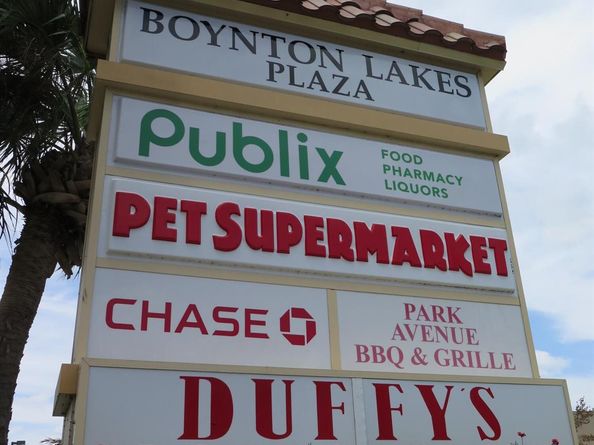 BOYNTON LAKES
PLAZA
Publix
FOOD
PHARMACY
LIQUORS
PET SUPERMARKET
CHASE
PARK
AVENUE
BBQ & GRILLE
DUFFY'S